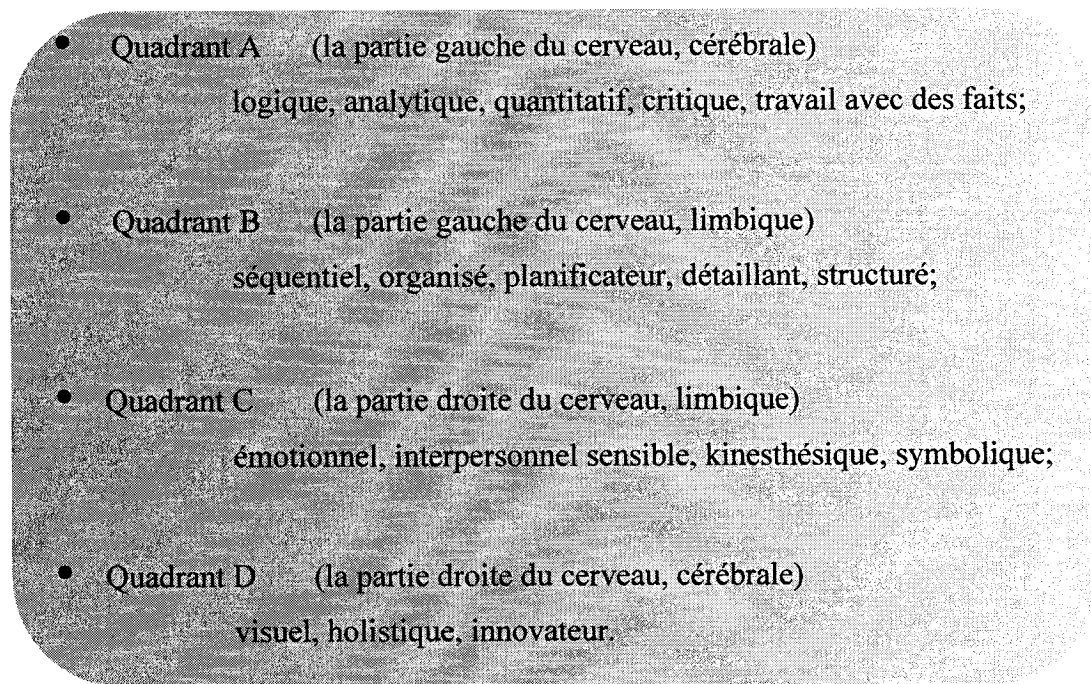 • Quadrant A (la partie gauche du cerveau, cérébrale)
logique, analytique, quantitatif, critique, travail avec des faits;
• Quadrant B (la partie gauche du cerveau, limbique)
séquentiel, organisé, planificateur, détaillant, structuré;
• Quadrant C (la partie droite du cerveau, limbique)
émotionnel, interpersonnel sensible, kinesthésique, symbolique;
• Quadrant D (la partie droite du cerveau, cérébrale)
visuel, holistique, innovateur.